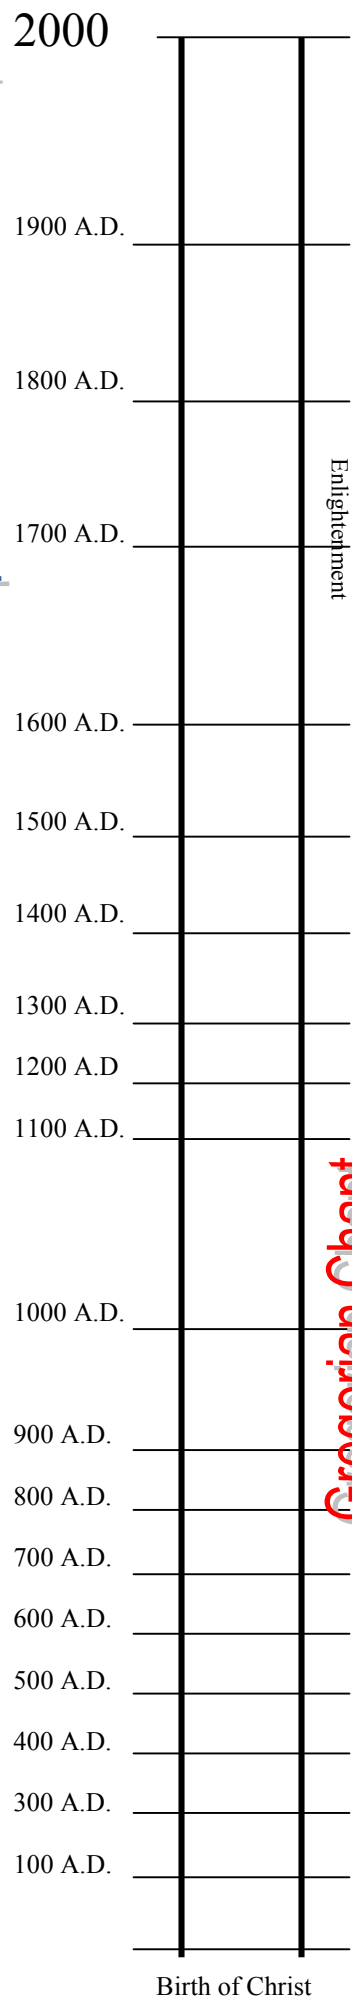 2000
1900 A.D.
1800 A.D.
Enlightenment
1700 A.D.
1600 A.D.
1500 A.D.
1400 A.D.
1300 A.D.
1200 A.D
1100 A.D.
Gregorian Chant
1000 A.D.
900 A.D.
800 A.D.
700 A.D.
600 A.D.
500 A.D.
400 A.D.
300 A.D.
100 A.D.
Birth of Christ